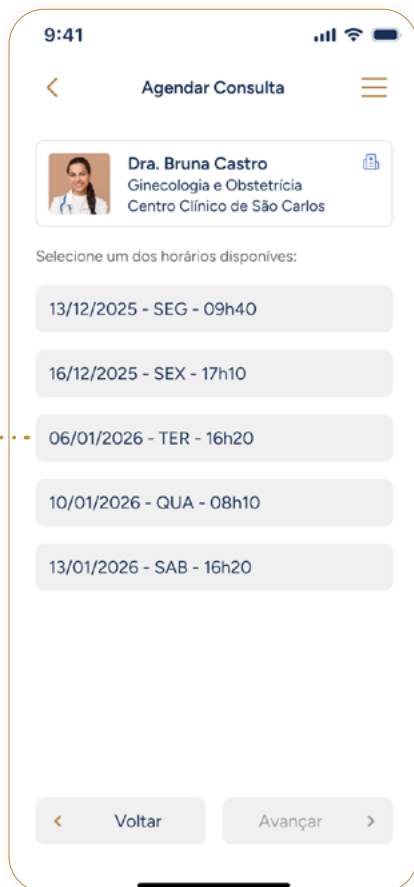 9:41
Agendar Consulta
Dra. Bruna Castro
Ginecologia e Obstetrícia
Centro Clínico de São Carlos
Selecione um dos horários disponíves:
13/12/2025 - SEG - 09h40
16/12/2025 - SEX - 17h10
06/01/2026 - TER - 16h20
10/01/2026 - QUA - 08h10
13/01/2026 - SAB - 16h20
Voltar
Avançar